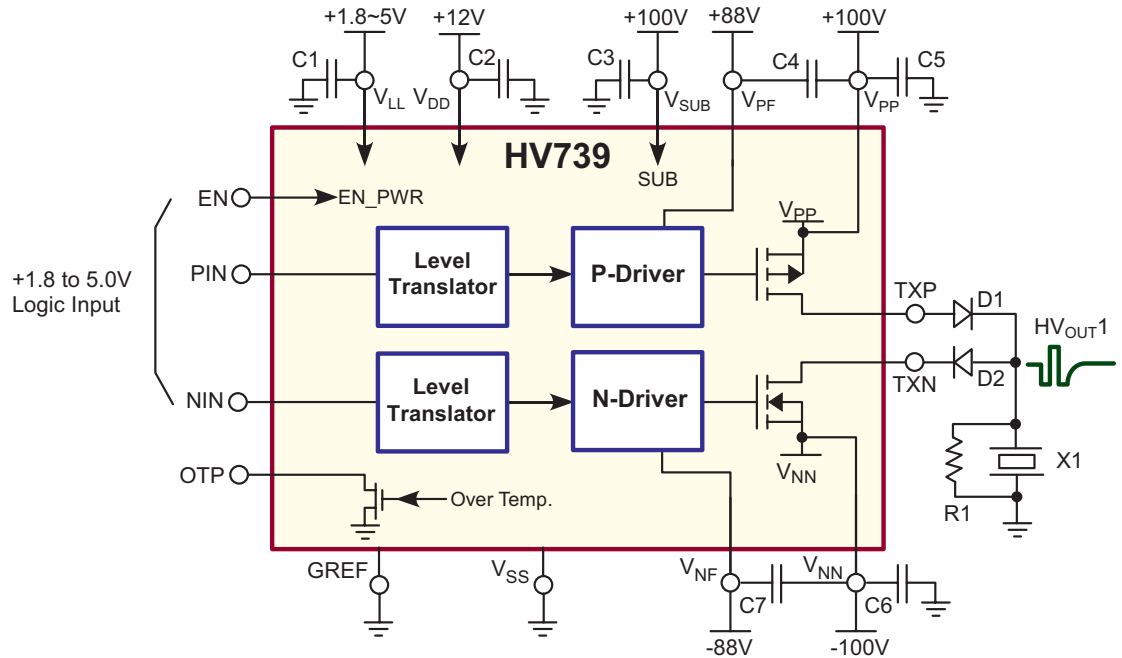 +1.8~5V
+12V
+100V
+88V
+100V
C1
C2
C3
C4
C5
VLL
VDD
VSUB
VPF
VPP
HV739
SUB
EN
EN_PWR
VPP
+1.8 to 5.0V
Logic Input
PIN
Level
Translator
P-Driver
TXP
D1
HVOUT1
NIN
Level
Translator
N-Driver
TXN
D2
VNN
OTP
Over Temp.
R1
X1
GREF
VSS
VNF
C7
VNN
C6
-88V
-100V